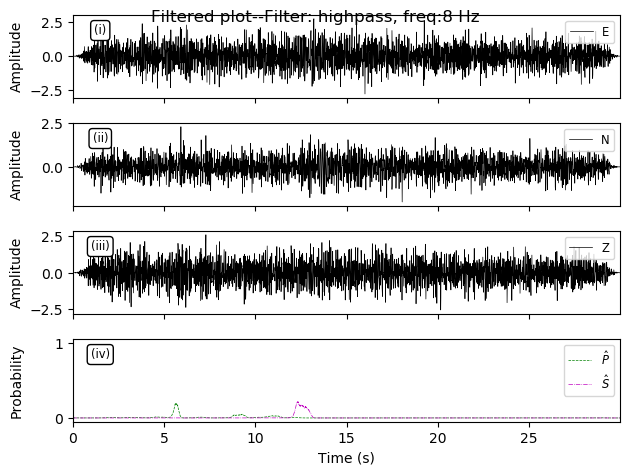 Filtered plot--Filter: highpass, freq:8 Hz
2.5
0.0
−2.5
Amplitude
(i)
E
2.5
0.0
Amplitude
(ii)
N
2.5
0.0
−2.5
Amplitude
(iii)
Z
1
0
Probability
(iv)
P̂
Ŝ
0 5 10 15 20 25
Time (s)